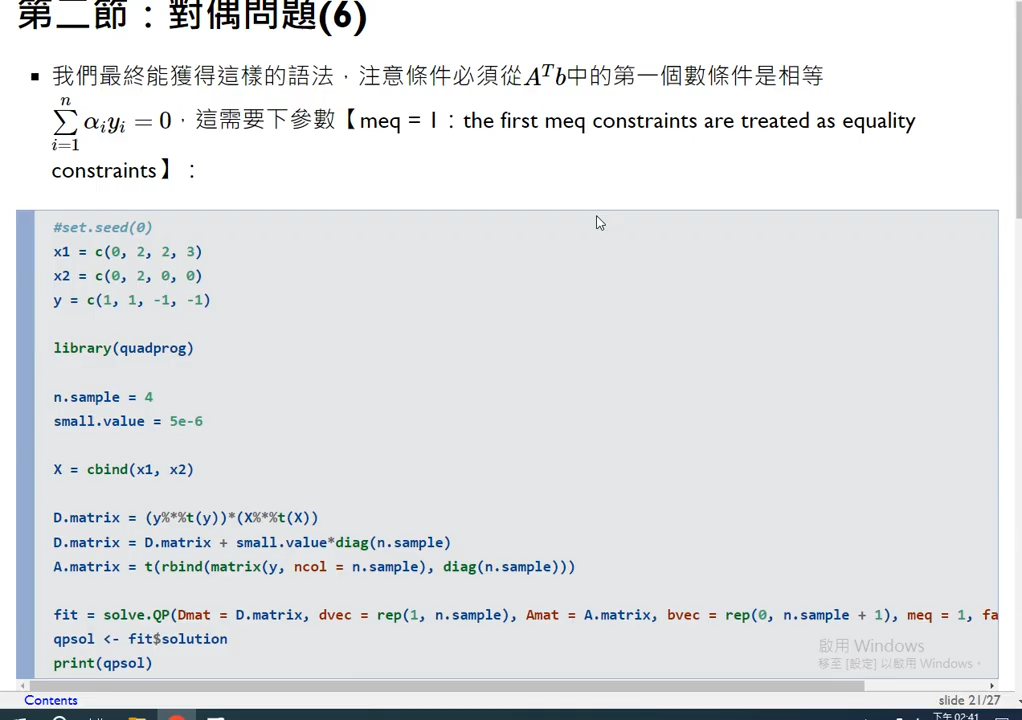 第二節：對偶問題(6)
▪ 我們最終能獲得這樣的語法，注意條件必須從$A^T b$中的第一個數條件是相等
$\sum_{i=1}^{n} \alpha_i y_i = 0$，這需要下參數【meq = 1：the first meq constraints are treated as equality
constraints】：
#set.seed(0)
x1 = c(0, 2, 2, 3)
x2 = c(0, 2, 0, 0)
y = c(1, 1, -1, -1)
library(quadprog)
n.sample = 4
small.value = 5e-6
X = cbind(x1, x2)
D.matrix = (y%*%t(y))*(X%*%t(X))
D.matrix = D.matrix + small.value*diag(n.sample)
A.matrix = t(rbind(matrix(y, ncol = n.sample), diag(n.sample)))
fit = solve.QP(Dmat = D.matrix, dvec = rep(1, n.sample), Amat = A.matrix, bvec = rep(0, n.sample + 1), meq = 1, fa
qpsol <- fit$solution
print(qpsol)
啟用 Windows
移至 [設定] 以啟用 Windows。
Contents
slide 21/27
下午 02:41